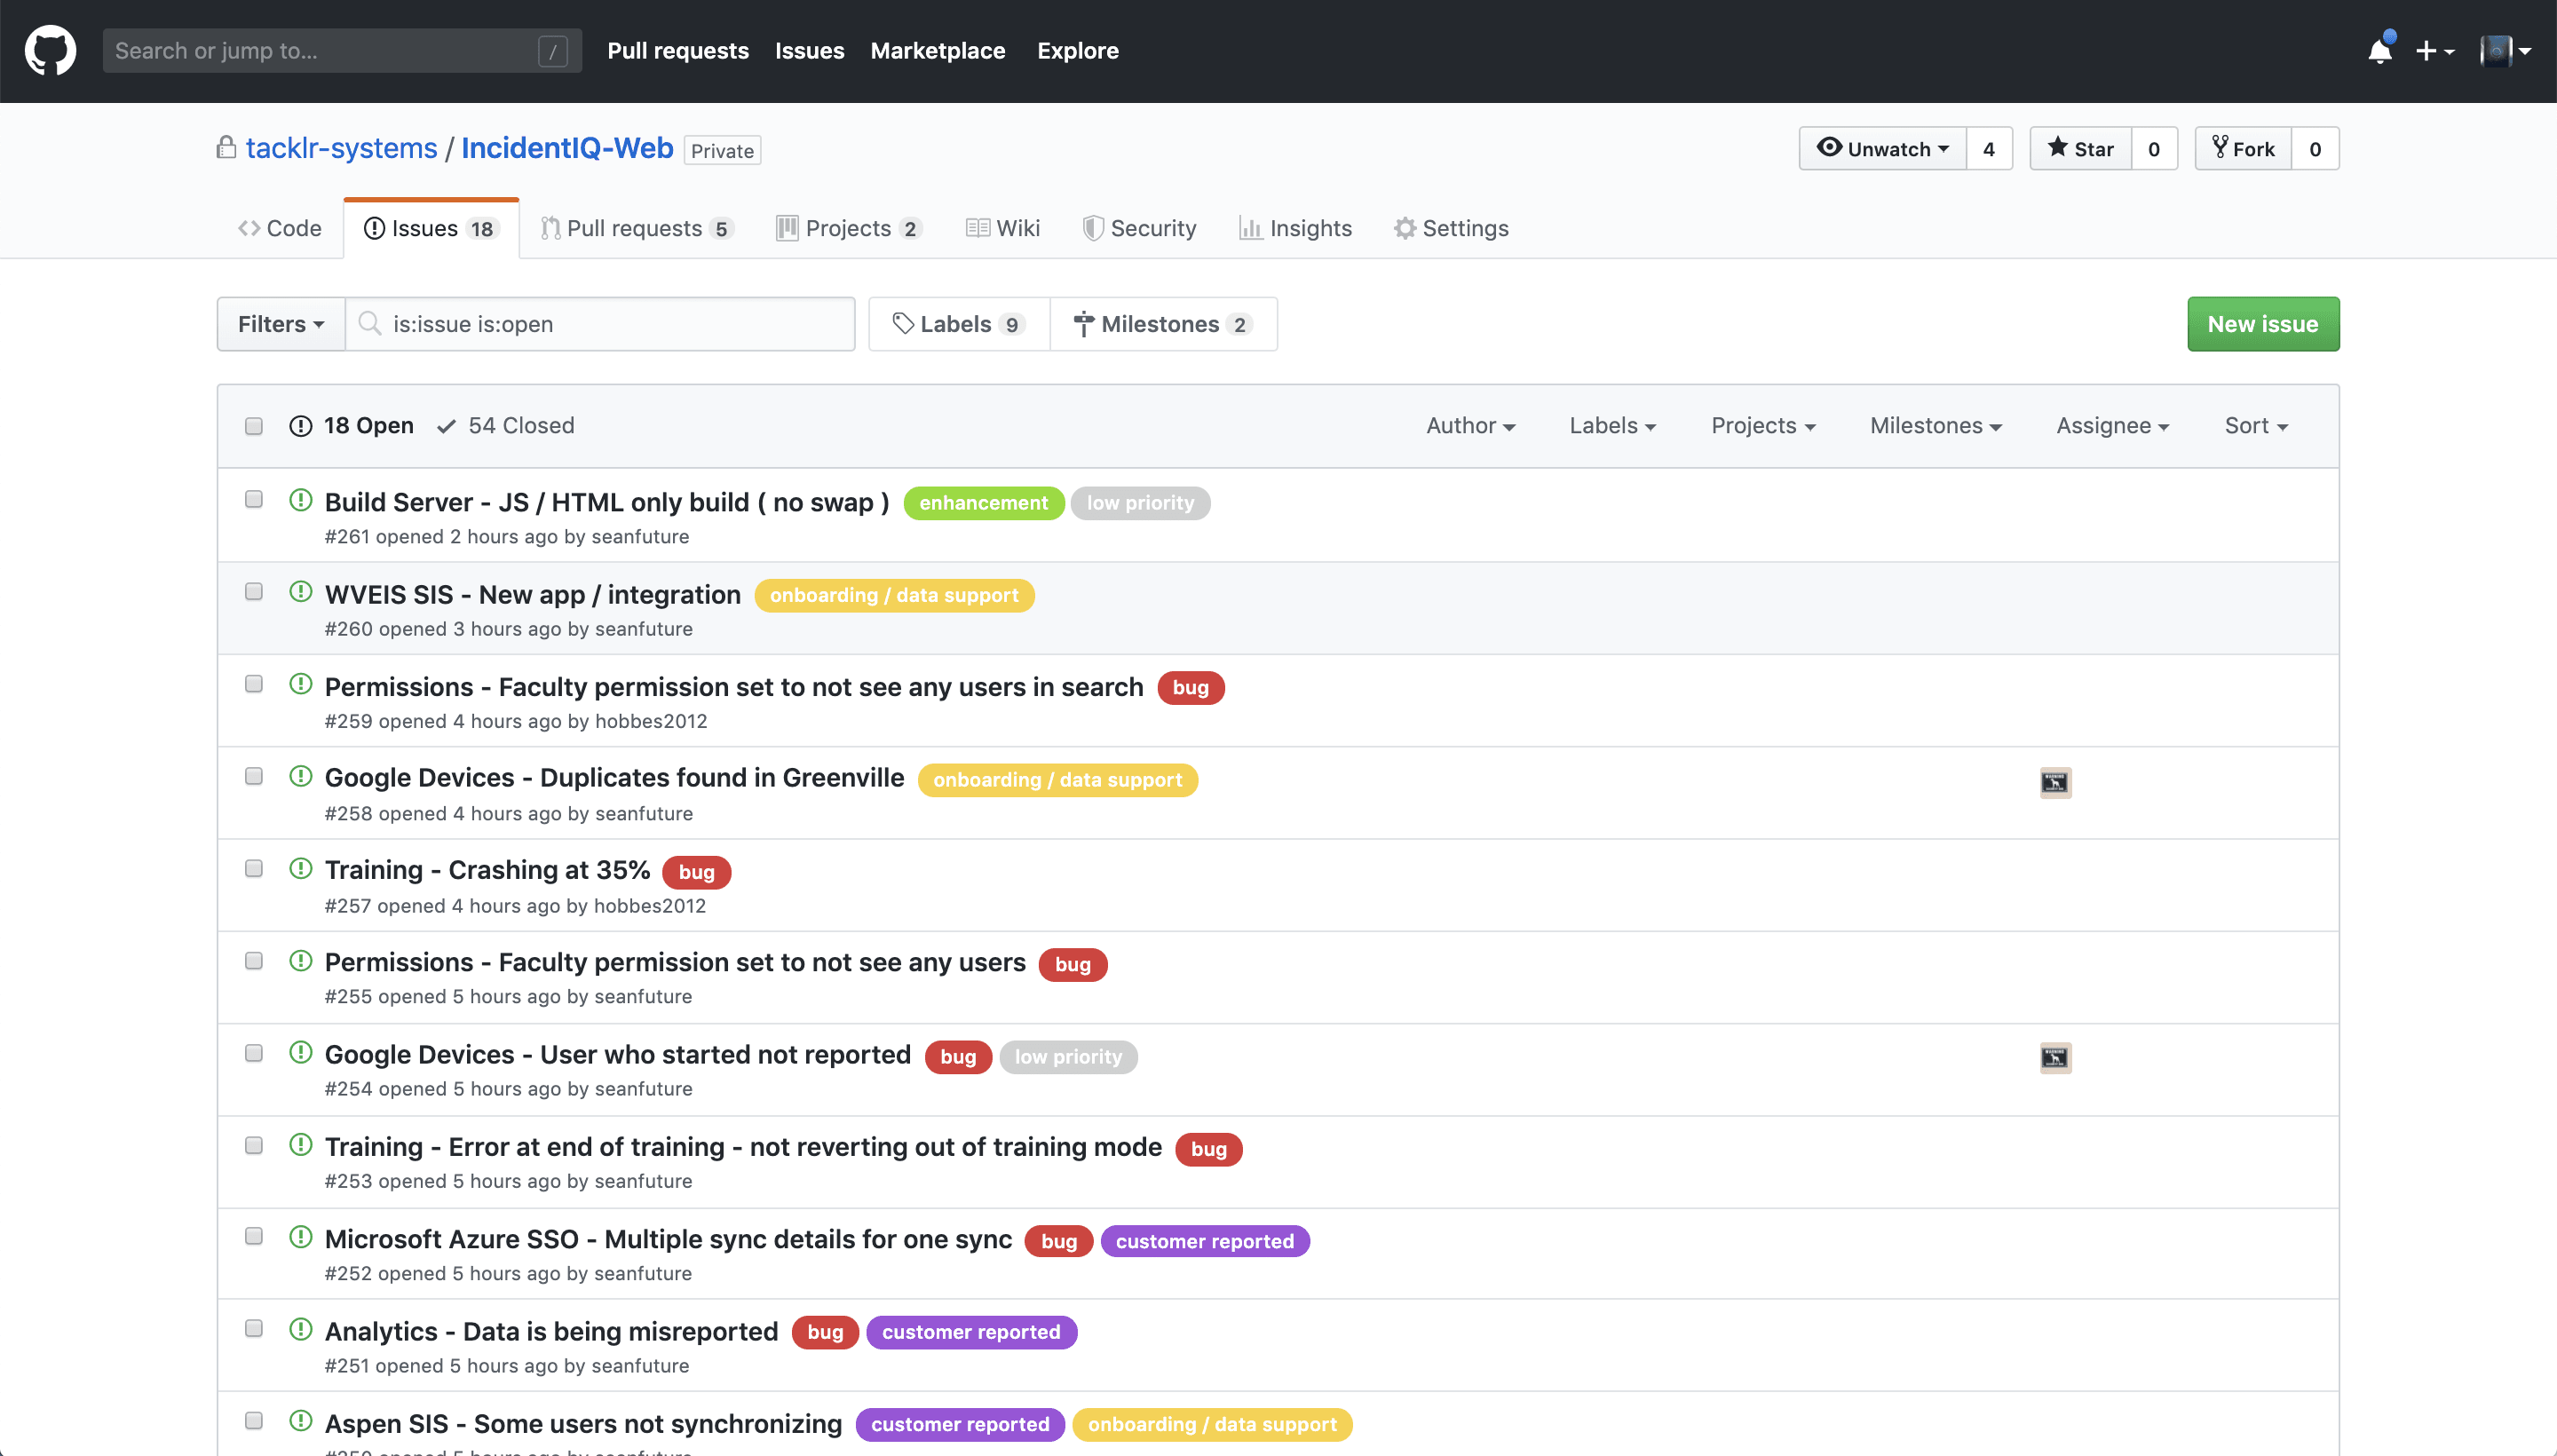 Search or jump to... / Pull requests Issues Marketplace Explore
tacklr-systems / IncidentIQ-Web Private Unwatch 4 Star 0 Fork 0
Code Issues 18 Pull requests 5 Projects 2 Wiki Security Insights Settings
Filters is:issue is:open Labels 9 Milestones 2 New issue
18 Open 54 Closed Author Labels Projects Milestones Assignee Sort
Build Server - JS / HTML only build ( no swap ) enhancement low priority
#261 opened 2 hours ago by seanfuture
WVEIS SIS - New app / integration onboarding / data support
#260 opened 3 hours ago by seanfuture
Permissions - Faculty permission set to not see any users in search bug
#259 opened 4 hours ago by hobbes2012
Google Devices - Duplicates found in Greenville onboarding / data support
#258 opened 4 hours ago by seanfuture
Training - Crashing at 35% bug
#257 opened 4 hours ago by hobbes2012
Permissions - Faculty permission set to not see any users bug
#255 opened 5 hours ago by seanfuture
Google Devices - User who started not reported bug low priority
#254 opened 5 hours ago by seanfuture
Training - Error at end of training - not reverting out of training mode bug
#253 opened 5 hours ago by seanfuture
Microsoft Azure SSO - Multiple sync details for one sync bug customer reported
#252 opened 5 hours ago by seanfuture
Analytics - Data is being misreported bug customer reported
#251 opened 5 hours ago by seanfuture
Aspen SIS - Some users not synchronizing customer reported onboarding / data support